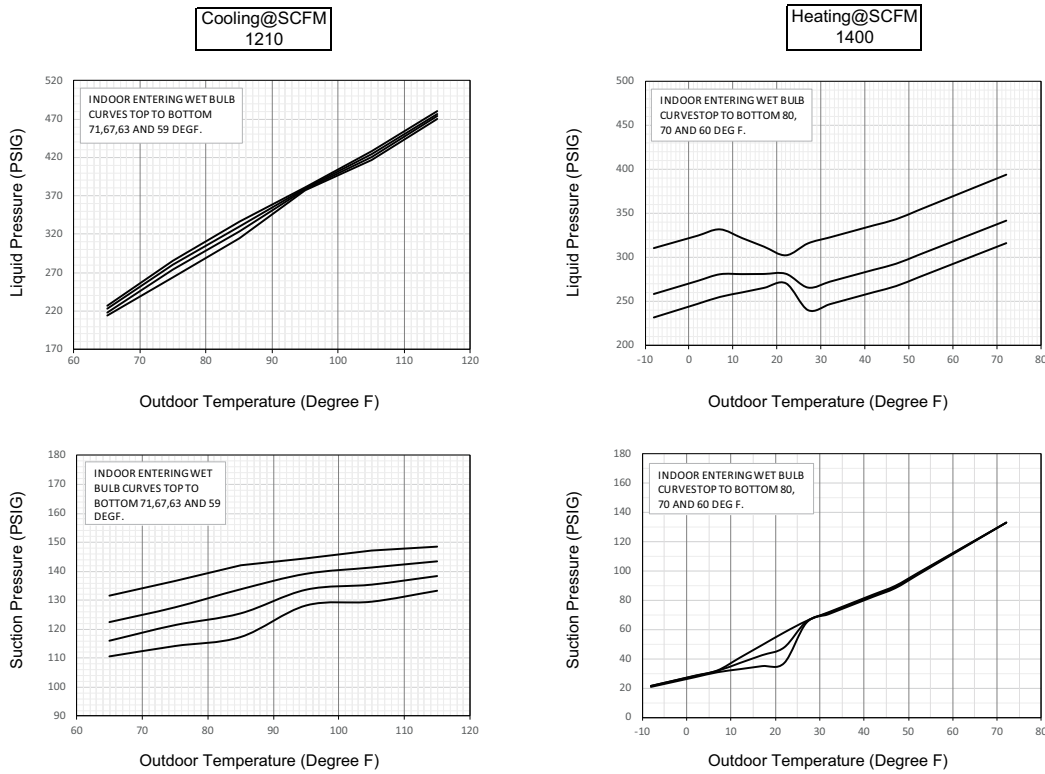 Cooling@SCFM
1210
Heating@SCFM
1400
520
470
420
370
320
270
220
170
Liquid Pressure (PSIG)
INDOOR ENTERING WET BULB
CURVES TOP TO BOTTOM
71,67,63 AND 59 DEGF.
60 70 80 90 100 110 120
Outdoor Temperature (Degree F)
500
450
400
350
300
250
200
Liquid Pressure (PSIG)
INDOOR ENTERING WET BULB
CURVESTOP TO BOTTOM 80,
70 AND 60 DEG F.
-10 0 10 20 30 40 50 60 70 80
Outdoor Temperature (Degree F)
180
170
160
150
140
130
120
110
100
90
Suction Pressure (PSIG)
INDOOR ENTERING WET
BULB CURVES TOP TO
BOTTOM 71,67,63 AND 59
DEGF.
60 70 80 90 100 110 120
Outdoor Temperature (Degree F)
180
160
140
120
100
80
60
40
20
0
Suction Pressure (PSIG)
INDOOR ENTERING WET BULB
CURVESTOP TO BOTTOM 80,
70 AND 60 DEG F.
-10 0 10 20 30 40 50 60 70 80
Outdoor Temperature (Degree F)